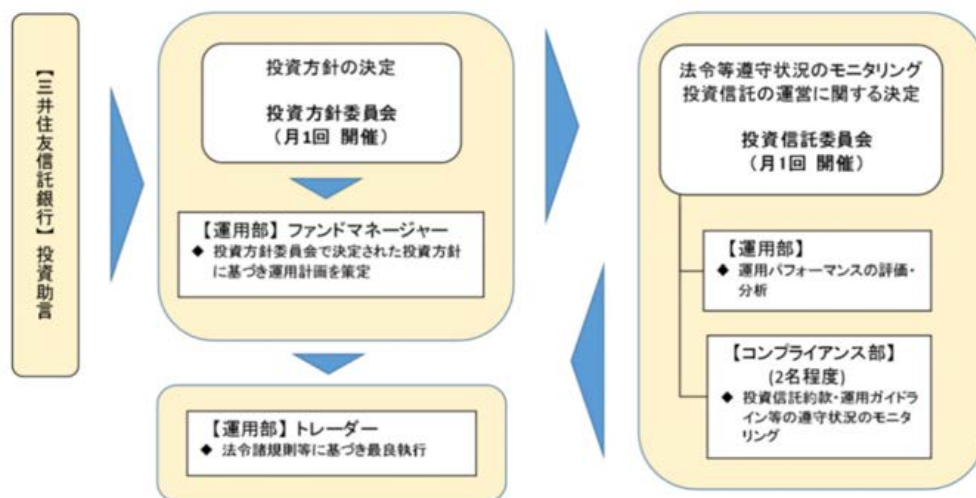 【三井住友信託銀行】投資助言
投資方針の決定
投資方針委員会
（月1回 開催）
【運用部】ファンドマネージャー
◆ 投資方針委員会で決定された投資方針
に基づき運用計画を策定
【運用部】トレーダー
◆ 法令諸規則等に基づき最良執行
法令等遵守状況のモニタリング
投資信託の運営に関する決定
投資信託委員会
（月1回 開催）
【運用部】
◆ 運用パフォーマンスの評価・
分析
【コンプライアンス部】
(2名程度)
◆ 投資信託約款・運用ガイドラ
イン等の遵守状況のモニタ
リング